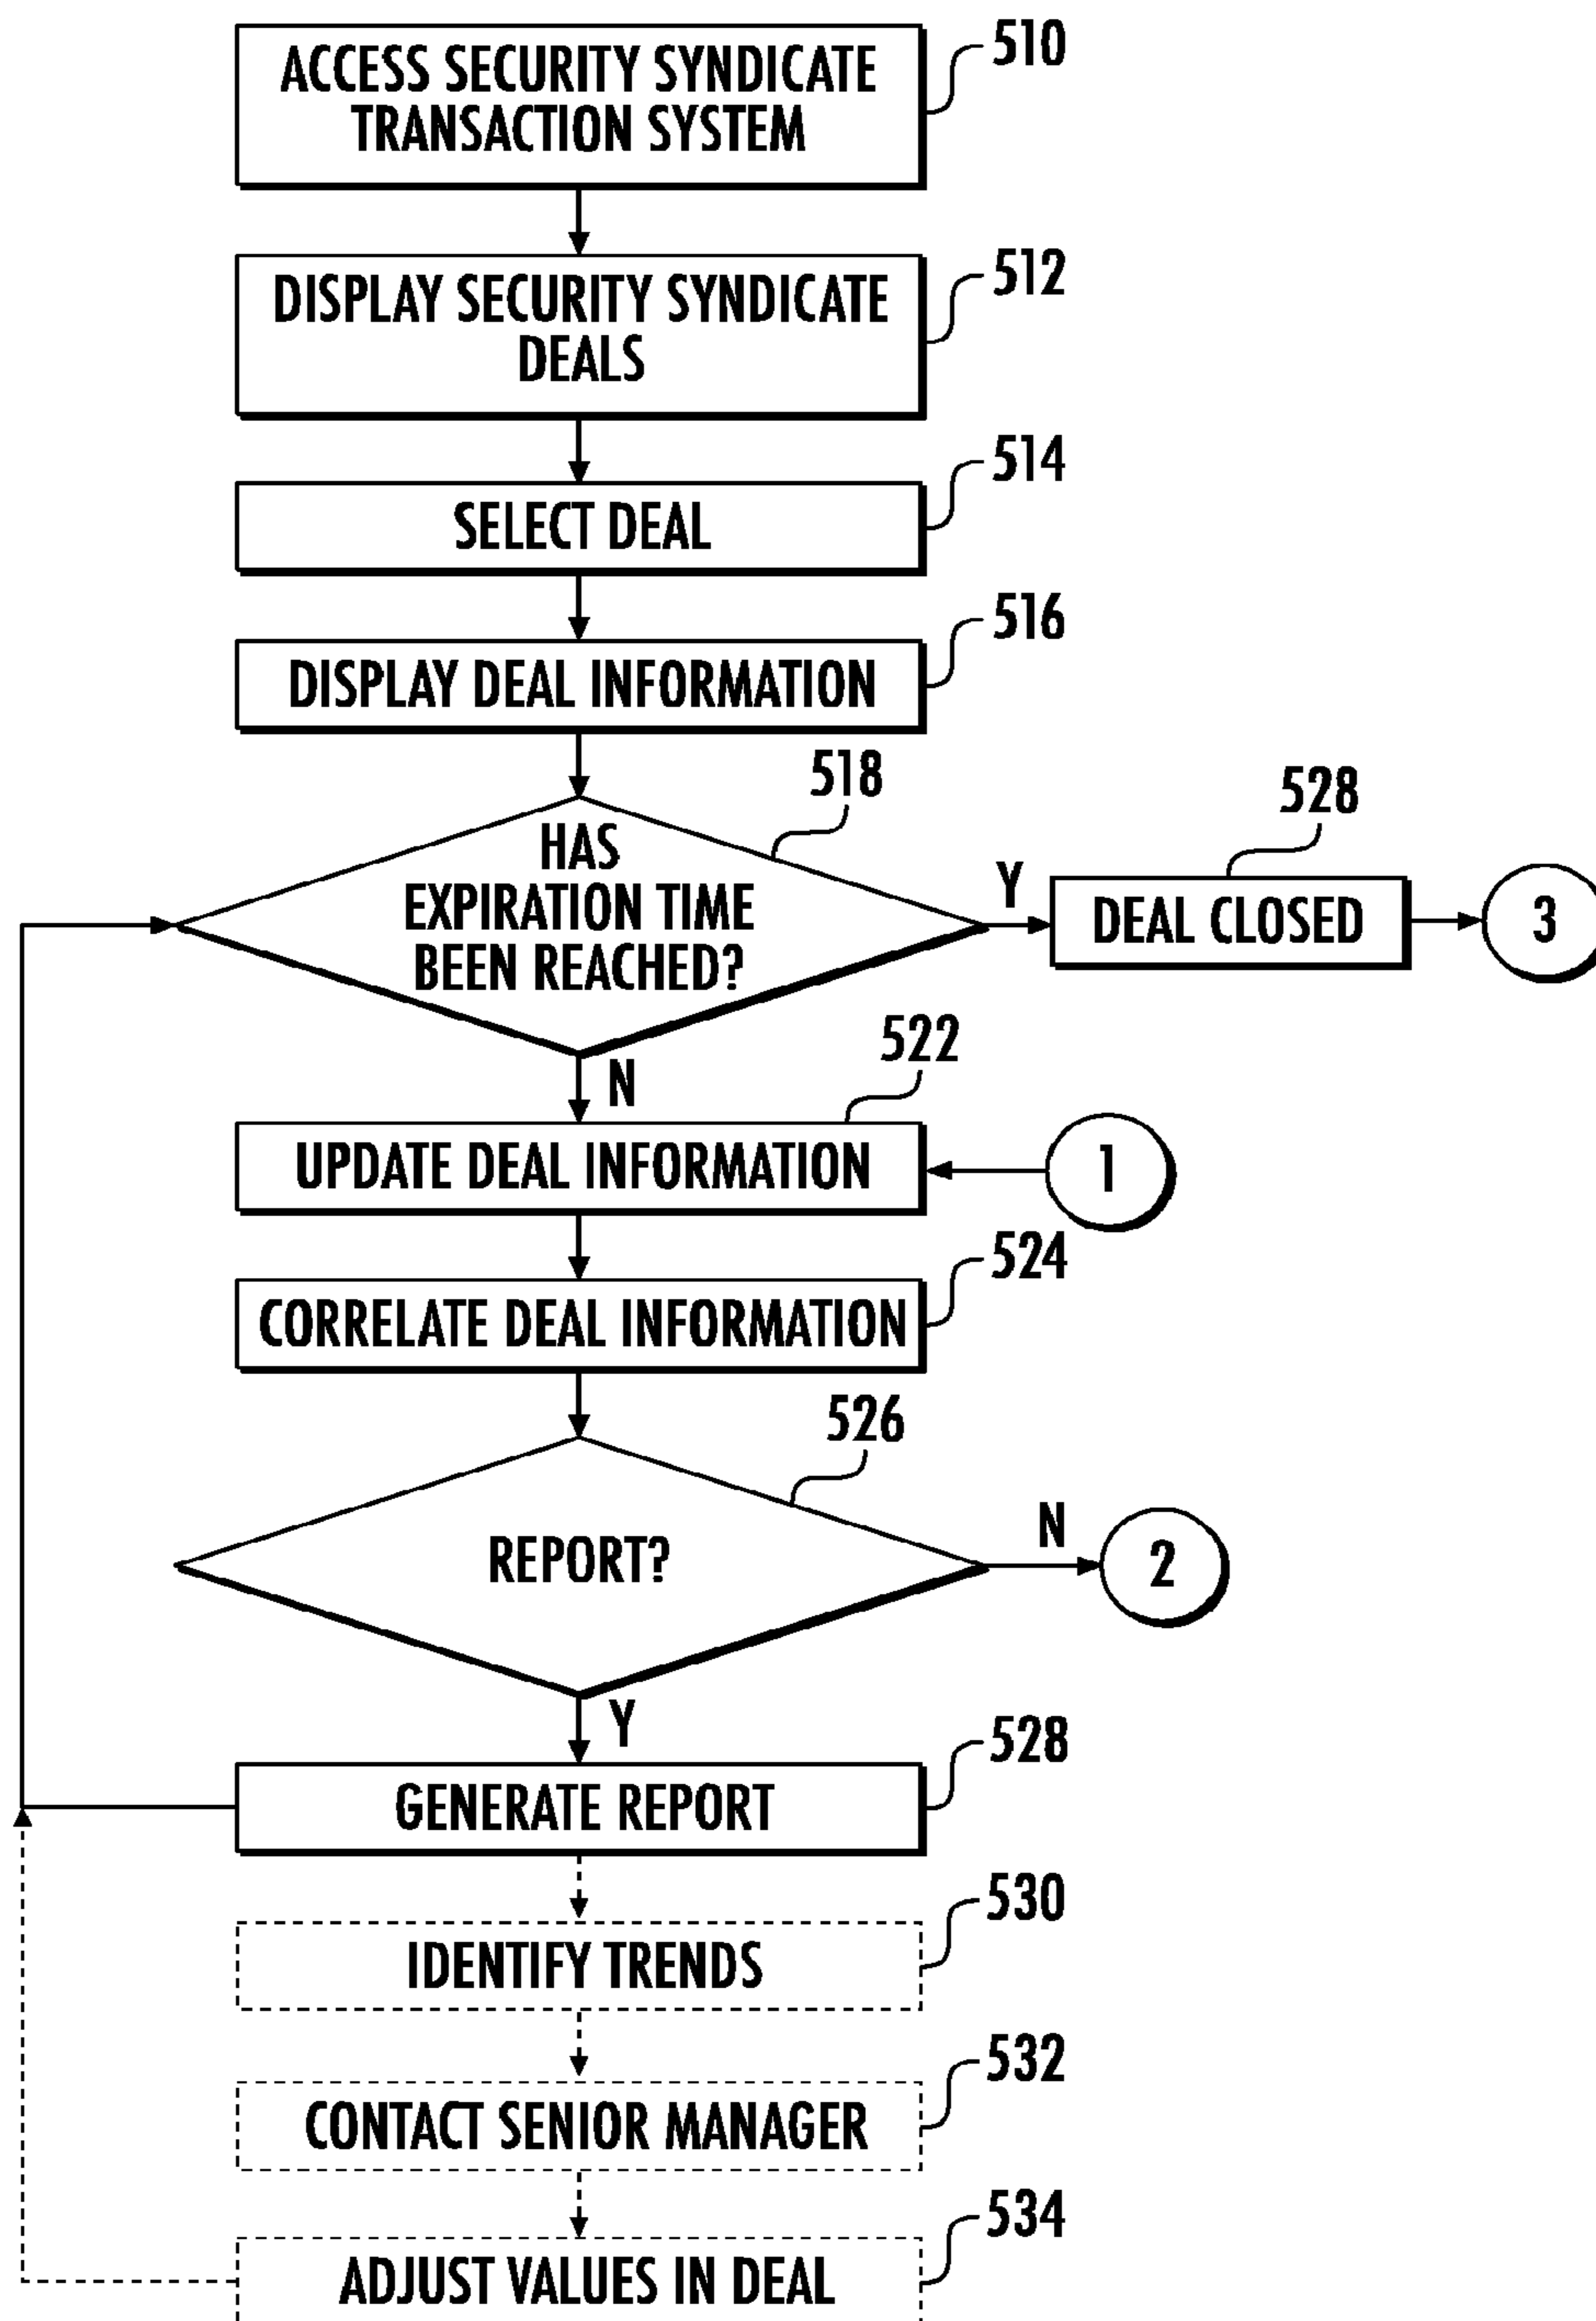 ACCESS SECURITY SYNDICATE
TRANSACTION SYSTEM
510
DISPLAY SECURITY SYNDICATE
DEALS
512
SELECT DEAL
514
DISPLAY DEAL INFORMATION
516
HAS
EXPIRATION TIME
BEEN REACHED?
518
Y
DEAL CLOSED
528
3
N
UPDATE DEAL INFORMATION
522
1
CORRELATE DEAL INFORMATION
524
REPORT?
526
N
2
Y
GENERATE REPORT
528
IDENTIFY TRENDS
530
CONTACT SENIOR MANAGER
532
ADJUST VALUES IN DEAL
534